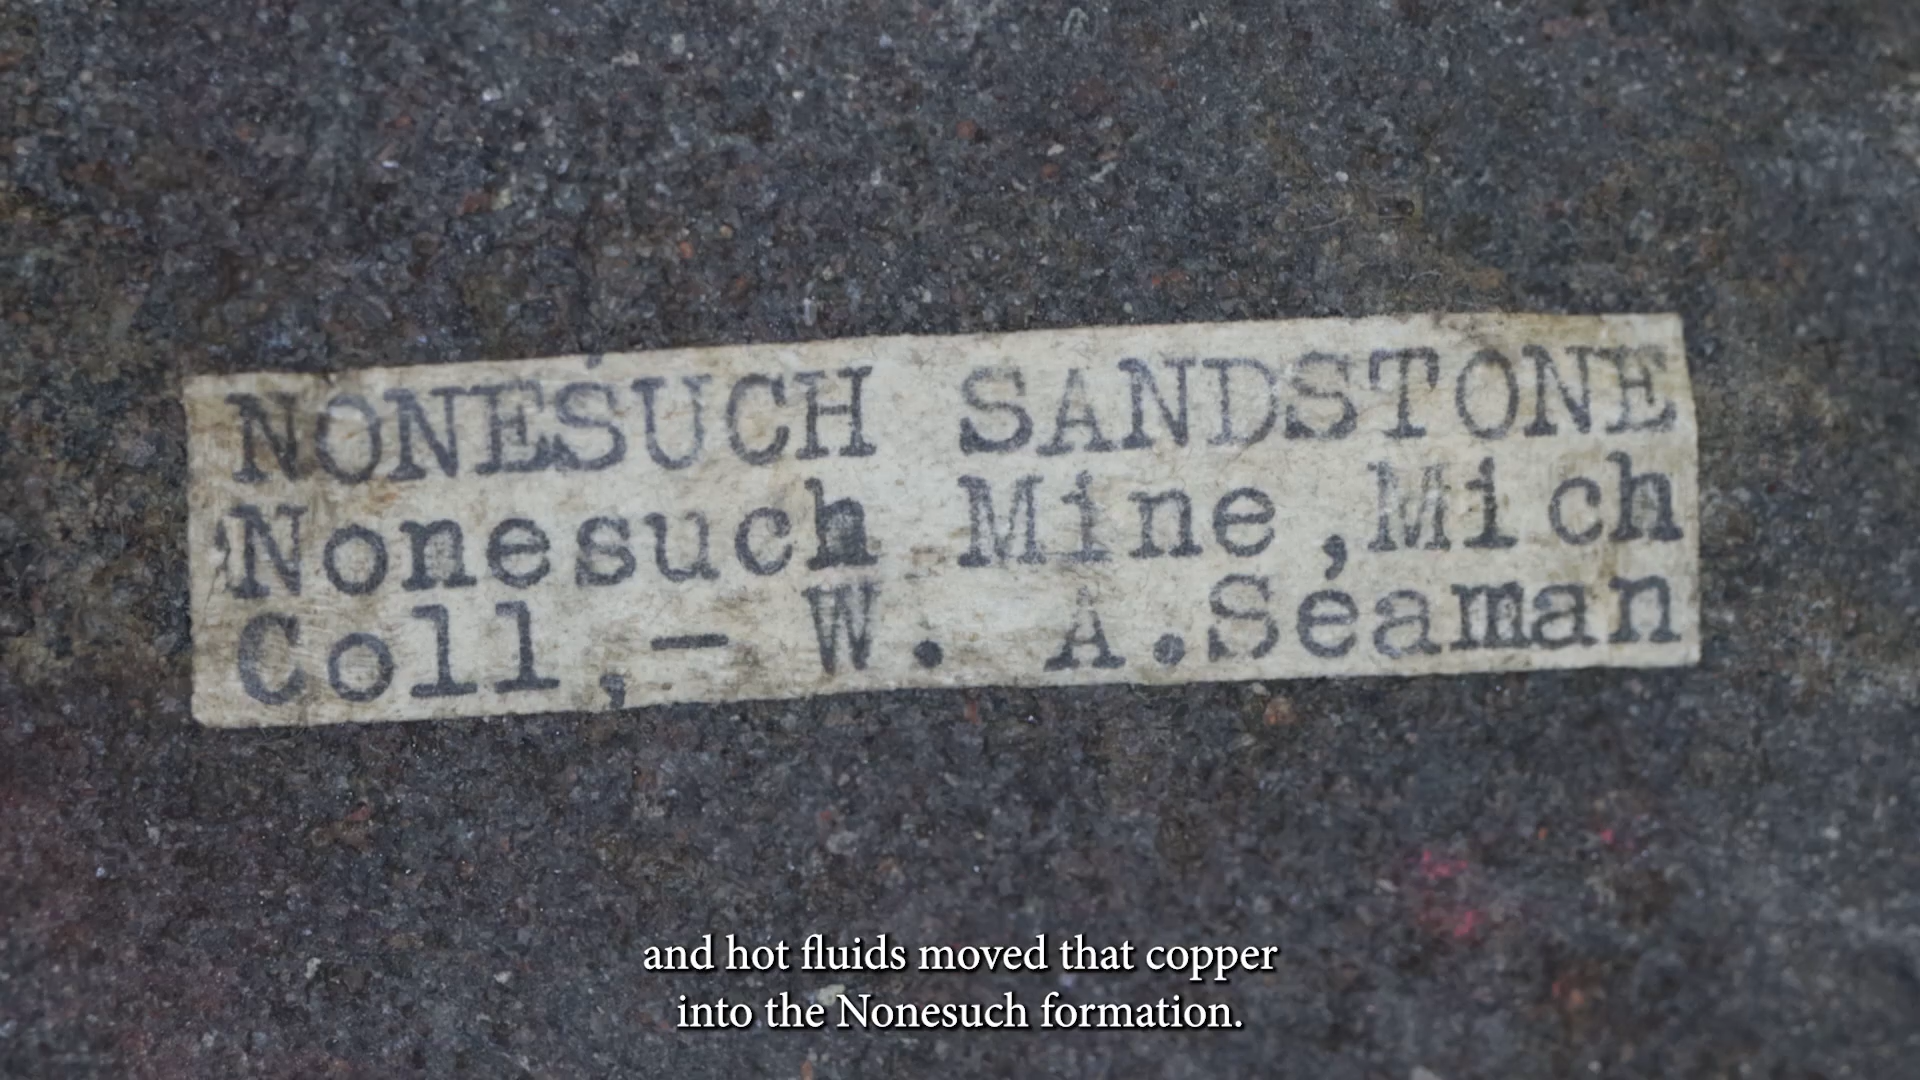 NONESUCH SANDSTONE
Nonesuch Mine,Mich
Coll,- W. A.Seaman
and hot fluids moved that copper
into the Nonesuch formation.